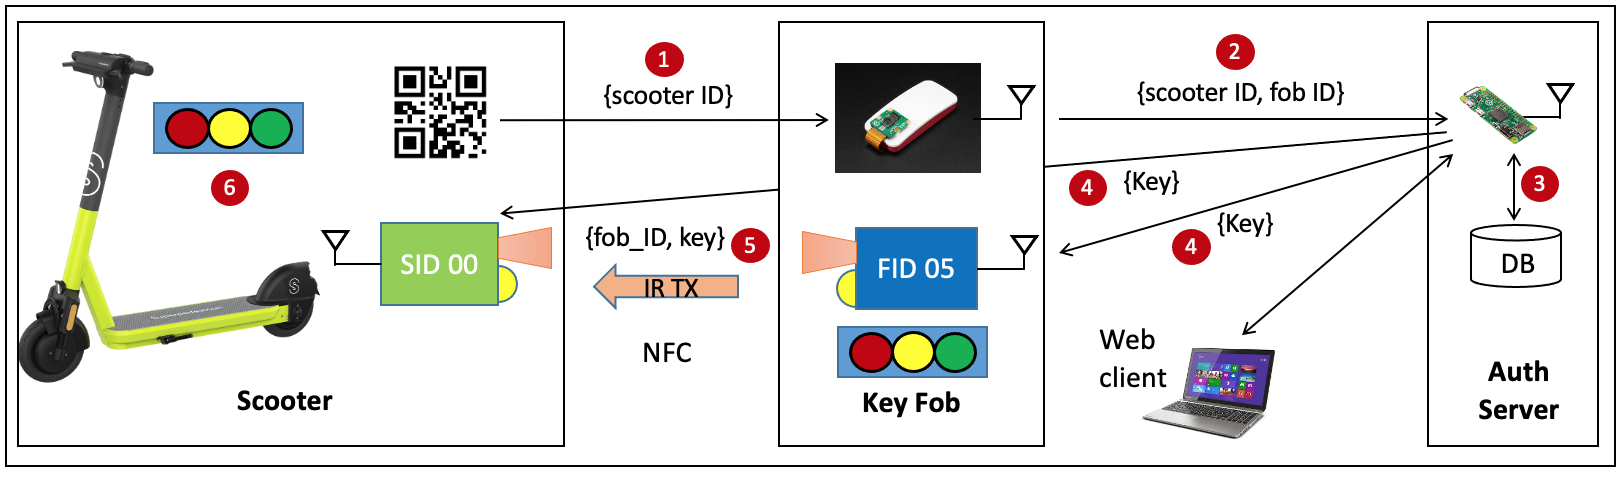 1
{scooter ID}
2
{scooter ID, fob ID}
6
4
{Key}
3
{fob_ID, key}
5
4
{Key}
SID 00
FID 05
DB
IR TX
NFC
Web
client
Scooter
Key Fob
Auth
Server